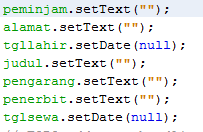 peminjam.setText("");
alamat.setText("");
tgllahir.setDate(null);
judul.setText("");
pengarang.setText("");
penerbit.setText("");
tglsewa.setDate(null);